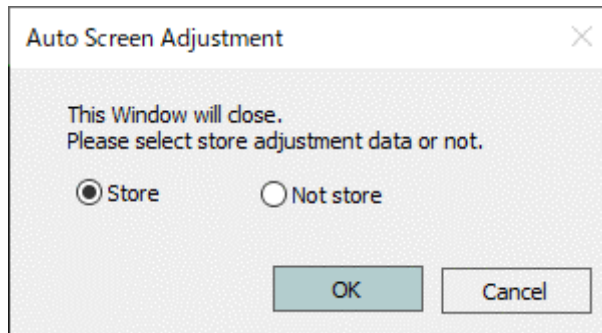 Auto Screen Adjustment
This Window will close.
Please select store adjustment data or not.
Store Not store
OK Cancel